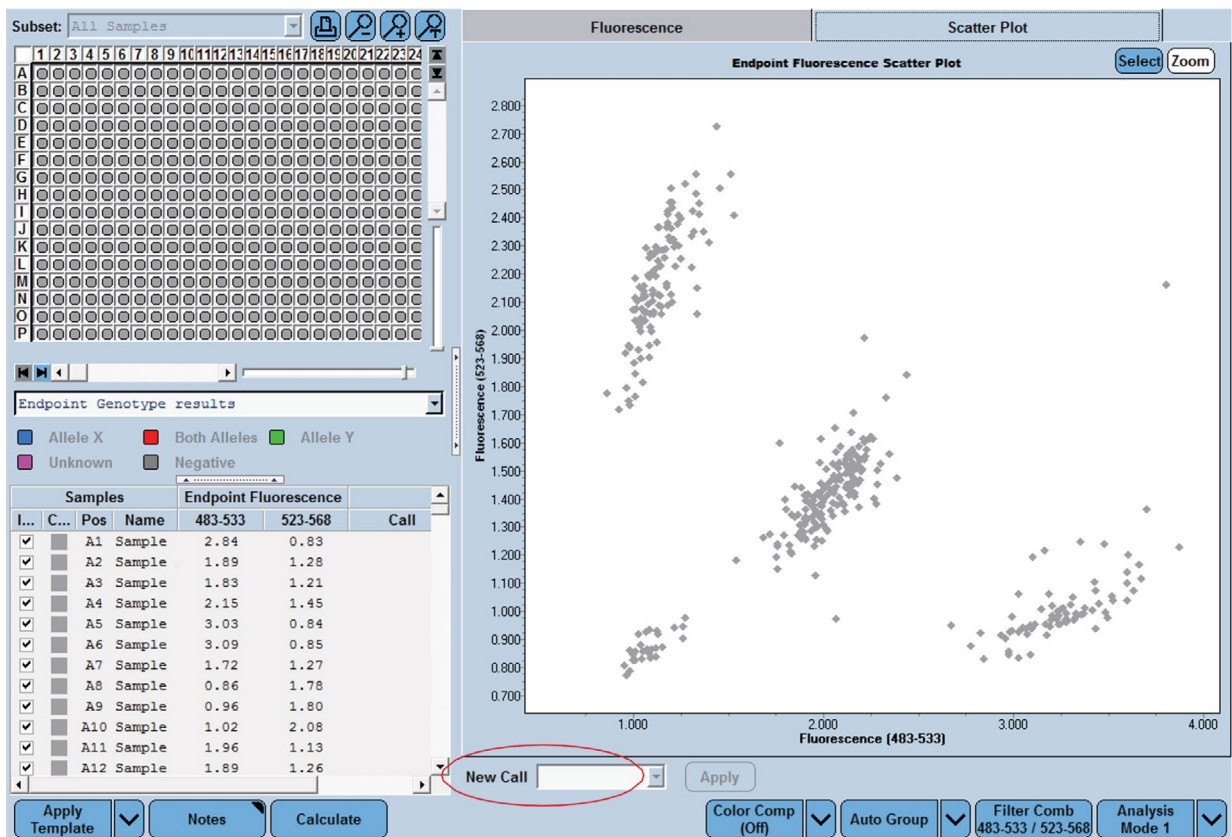 Subset: All Samples
1 2 3 4 5 6 7 8 9 10 11 12 13 14 15 16 17 18 19 20 21 22 23 24
A
B
C
D
E
F
G
H
I
J
K
L
M
N
O
P
Endpoint Genotype results
Allele X Both Alleles Allele Y
Unknown Negative
Samples Endpoint Fluorescence
I... C... Pos Name 483-533 523-568 Call
A1 Sample 2.84 0.83
A2 Sample 1.89 1.28
A3 Sample 1.83 1.21
A4 Sample 2.15 1.45
A5 Sample 3.03 0.84
A6 Sample 3.09 0.85
A7 Sample 1.72 1.27
A8 Sample 0.86 1.78
A9 Sample 0.96 1.80
A10 Sample 1.02 2.08
A11 Sample 1.96 1.13
A12 Sample 1.89 1.26
Apply Template Notes Calculate
Fluorescence Scatter Plot
Endpoint Fluorescence Scatter Plot
Select Zoom
Fluorescence (523-568)
2.800
2.700
2.600
2.500
2.400
2.300
2.200
2.100
2.000
1.900
1.800
1.700
1.600
1.500
1.400
1.300
1.200
1.100
1.000
0.900
0.800
0.700
1.000 2.000 3.000 4.000
Fluorescence (483-533)
New Call Apply
Color Comp (Off) Auto Group Filter Comb 483-533 / 523-568 Analysis Mode 1